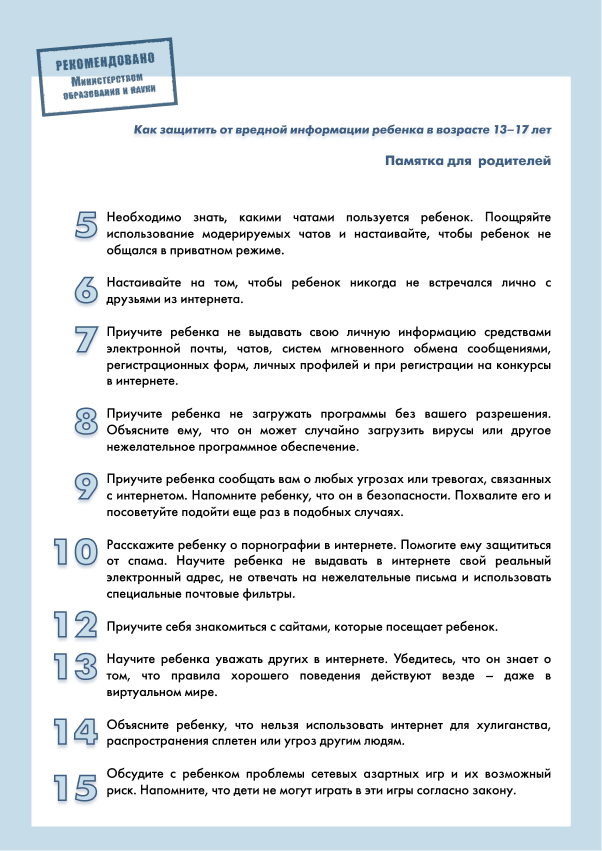 РЕКОМЕНДОВАНО
Министерством
образования и науки
Как защитить от вредной информации ребенка в возрасте 13–17 лет
Памятка для родителей
5 Необходимо знать, какими чатами пользуется ребенок. Поощряйте
использование модерируемых чатов и настаивайте, чтобы ребенок не
общался в приватном режиме.
6 Настаивайте на том, чтобы ребенок никогда не встречался лично с
друзьями из интернета.
7 Приучите ребенка не выдавать свою личную информацию средствами
электронной почты, чатов, систем мгновенного обмена сообщениями,
регистрационных форм, личных профилей и при регистрации на конкурсы
в интернете.
8 Приучите ребенка не загружать программы без вашего разрешения.
Объясните ему, что он может случайно загрузить вирусы или другое
нежелательное программное обеспечение.
9 Приучите ребенка сообщать вам о любых угрозах или тревогах, связанных
с интернетом. Напомните ребенку, что он в безопасности. Похвалите его и
посоветуйте подойти еще раз в подобных случаях.
10 Расскажите ребенку о порнографии в интернете. Помогите ему защититься
от спама. Научите ребенка не выдавать в интернете свой реальный
электронный адрес, не отвечать на нежелательные письма и использовать
специальные почтовые фильтры.
12 Приучите себя знакомиться с сайтами, которые посещает ребенок.
13 Научите ребенка уважать других в интернете. Убедитесь, что он знает о
том, что правила хорошего поведения действуют везде – даже в
виртуальном мире.
14 Объясните ребенку, что нельзя использовать интернет для хулиганства,
распространения сплетен или угроз другим людям.
15 Обсудите с ребенком проблемы сетевых азартных игр и их возможный
риск. Напомните, что дети не могут играть в эти игры согласно закону.